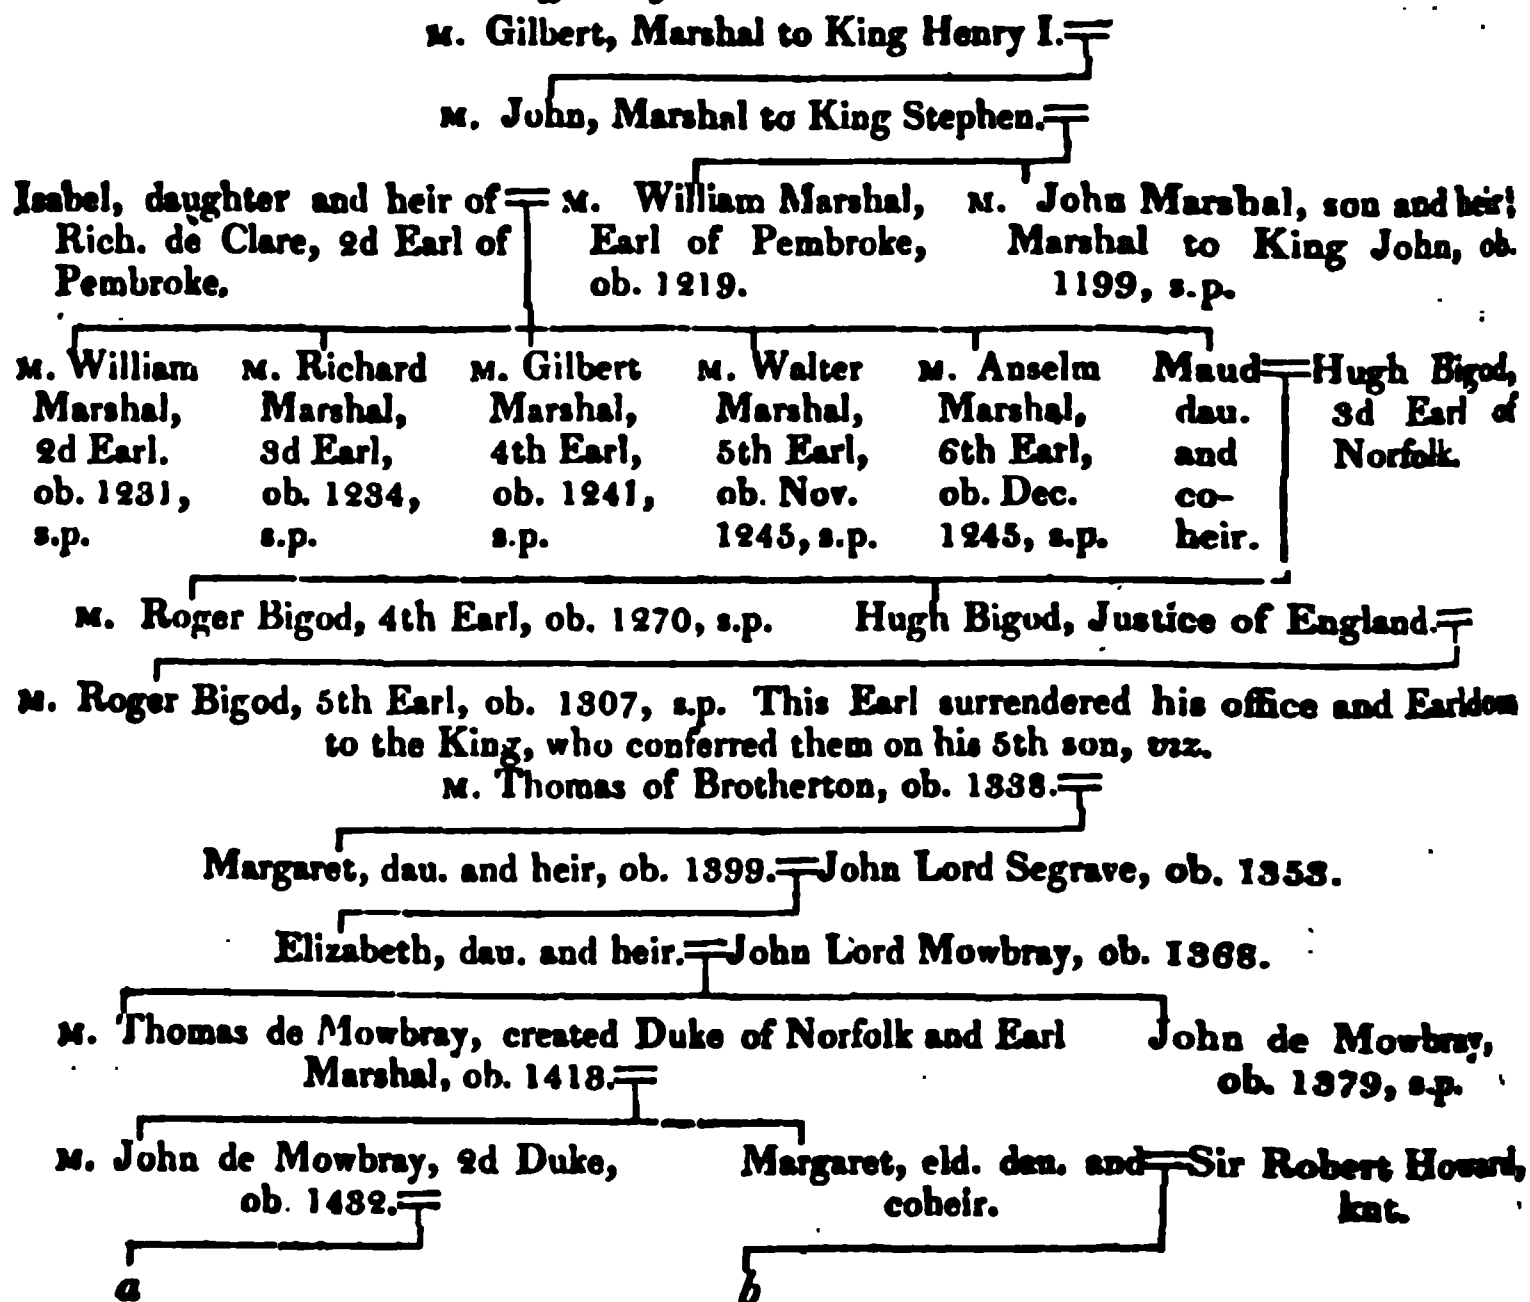 M. Gilbert, Marshal to King Henry I.
M. John, Marshal to King Stephen.
Isabel, daughter and heir of
Rich. de Clare, 2d Earl of
Pembroke.
M. William Marshal,
Earl of Pembroke,
ob. 1219.
M. John Marshal, son and heir!
Marshal to King John, ob.
1199, s.p.
M. William
Marshal,
2d Earl.
ob. 1231,
s.p.
M. Richard
Marshal,
3d Earl,
ob. 1234,
s.p.
M. Gilbert
Marshal,
4th Earl,
ob. 1241,
s.p.
M. Walter
Marshal,
5th Earl,
ob. Nov.
1245, s.p.
M. Anselm
Marshal,
6th Earl,
ob. Dec.
1245, s.p.
Maud
dau.
and
co-
heir.
Hugh Bigod,
3d Earl of
Norfolk.
M. Roger Bigod, 4th Earl, ob. 1270, s.p.
Hugh Bigod, Justice of England.
M. Roger Bigod, 5th Earl, ob. 1307, s.p. This Earl surrendered his office and Earldom
to the King, who conferred them on his 5th son, viz.
M. Thomas of Brotherton, ob. 1338.
Margaret, dau. and heir, ob. 1399.
John Lord Segrave, ob. 1353.
Elizabeth, dau. and heir.
John Lord Mowbray, ob. 1368.
M. Thomas de Mowbray, created Duke of Norfolk and Earl
Marshal, ob. 1413.
John de Mowbray,
ob. 1379, s.p.
M. John de Mowbray, 2d Duke,
ob. 1432.
Margaret, eld. dau. and
coheir.
Sir Robert Howard,
knt.
a
b